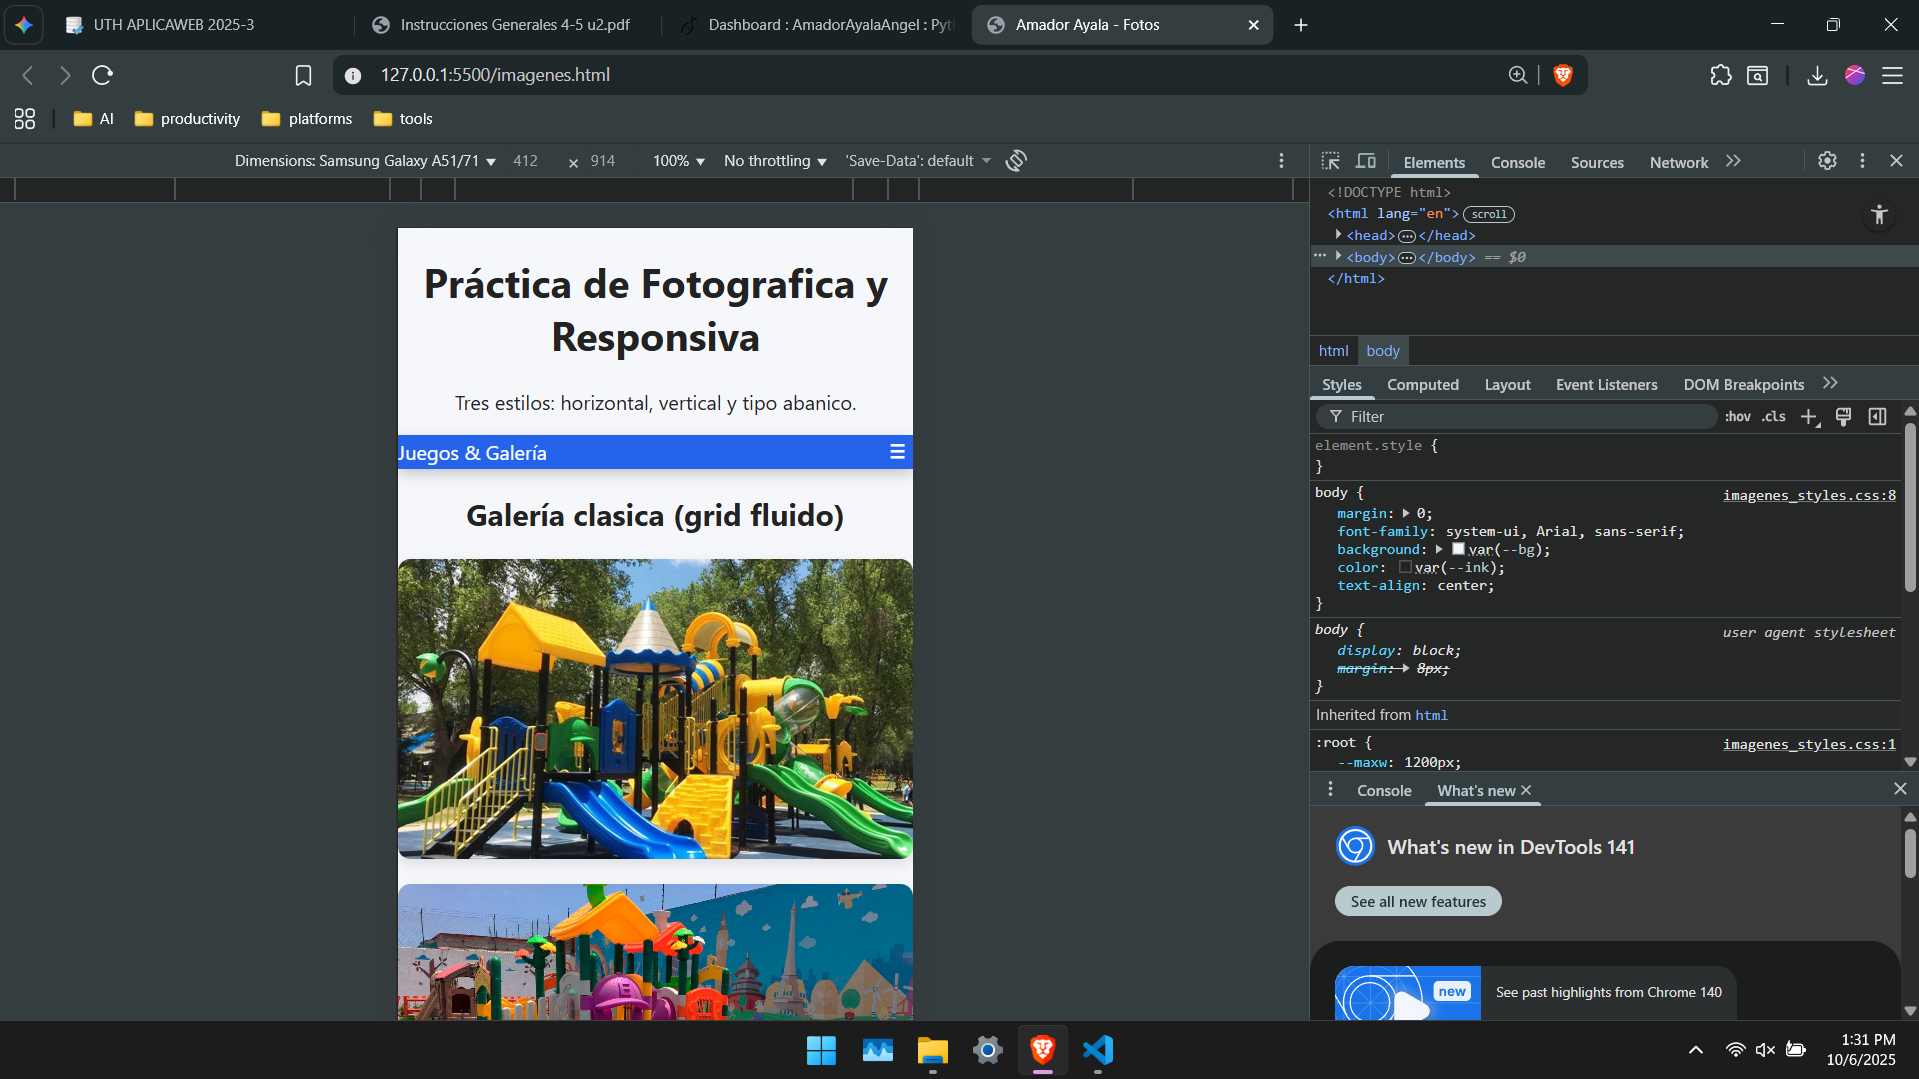 UTH APLICAWEB 2025-3
Instrucciones Generales 4-5 u2.pdf
Dashboard : AmadorAyalaAngel : Pyt
Amador Ayala - Fotos
127.0.0.1:5500/imagenes.html
AI
productivity
platforms
tools
Dimensions: Samsung Galaxy A51/71 412 × 914 100% No throttling 'Save-Data': default
Elements Console Sources Network
<!DOCTYPE html>
<html lang="en"> scroll
<head> ··· </head>
··· <body> ··· </body> == $0
</html>
html body
Styles Computed Layout Event Listeners DOM Breakpoints
Filter :hov .cls
element.style {
}
body { imagenes_styles.css:8
margin: 0;
font-family: system-ui, Arial, sans-serif;
background: var(--bg);
color: var(--ink);
text-align: center;
}
body { user agent stylesheet
display: block;
margin: 8px;
}
Inherited from html
:root { imagenes_styles.css:1
--maxw: 1200px;
Console What's new
What's new in DevTools 141
See all new features
new
See past highlights from Chrome 140
Práctica de Fotografica y
Responsiva
Tres estilos: horizontal, vertical y tipo abanico.
Juegos & Galería ☰
Galería clasica (grid fluido)
1:31 PM
10/6/2025